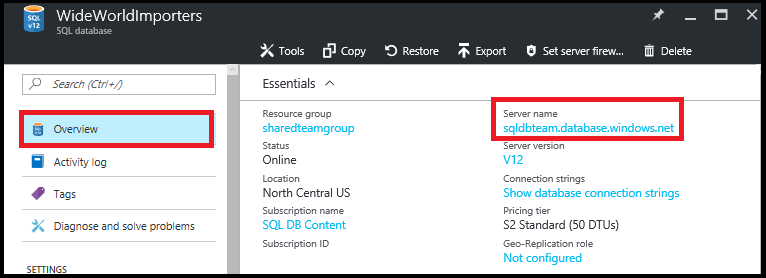 WideWorldImporters
SQL database
SQL
v12
Tools
Copy
Restore
Export
Set server firew...
Delete
Search (Ctrl+/)
Overview
Activity log
Tags
Diagnose and solve problems
SETTINGS
Essentials
Resource group
sharedteamgroup
Status
Online
Location
North Central US
Subscription name
SQL DB Content
Subscription ID
Server name
sqldbteam.database.windows.net
Server version
V12
Connection strings
Show database connection strings
Pricing tier
S2 Standard (50 DTUs)
Geo-Replication role
Not configured